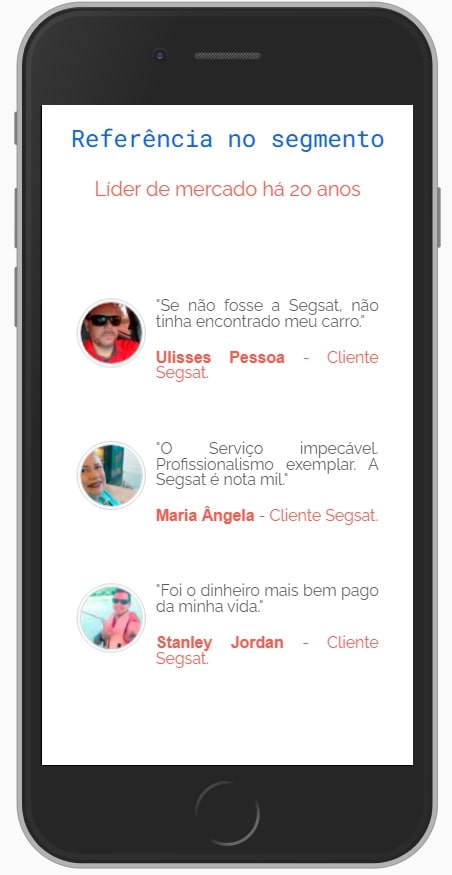 Referência no segmento
Líder de mercado há 20 anos
"Se não fosse a Segsat, não
tinha encontrado meu carro."
Ulisses Pessoa - Cliente
Segsat.
"O Serviço impecável.
Profissionalismo exemplar. A
Segsat é nota mil."
Maria Ângela - Cliente Segsat.
"Foi o dinheiro mais bem pago
da minha vida."
Stanley Jordan - Cliente
Segsat.